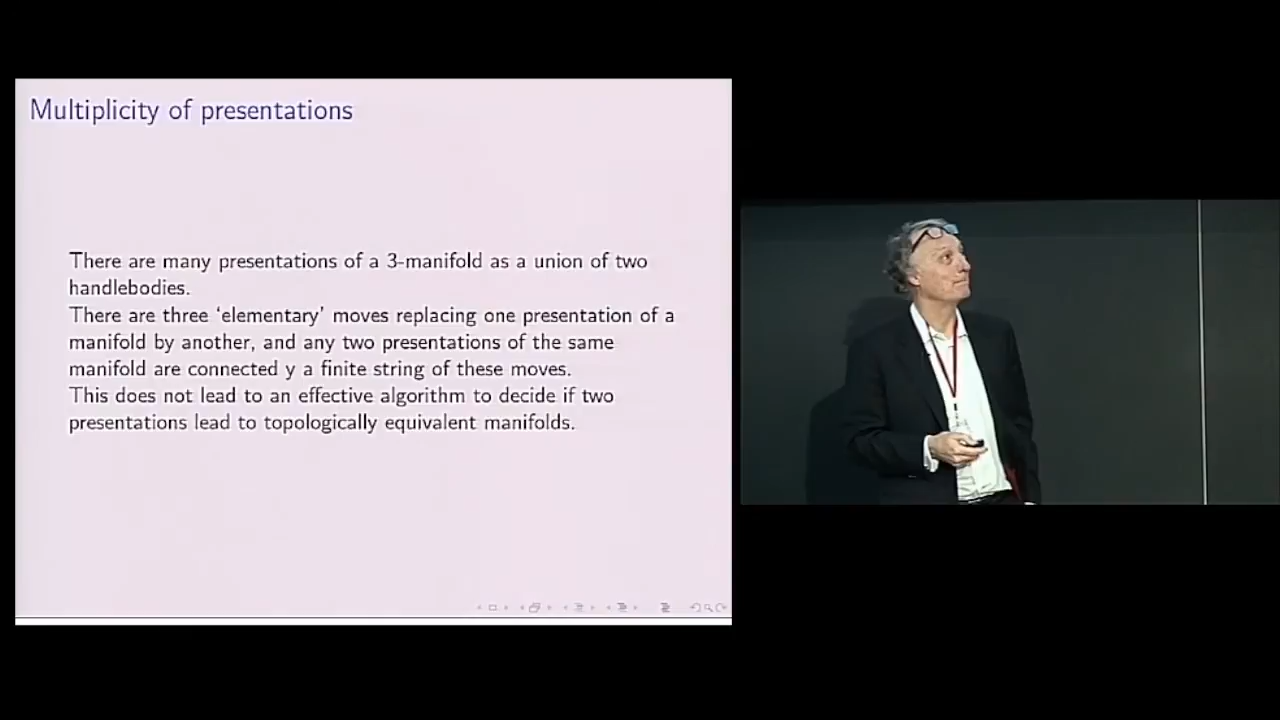 Multiplicity of presentations
There are many presentations of a 3-manifold as a union of two
handlebodies.
There are three ‘elementary’ moves replacing one presentation of a
manifold by another, and any two presentations of the same
manifold are connected y a finite string of these moves.
This does not lead to an effective algorithm to decide if two
presentations lead to topologically equivalent manifolds.